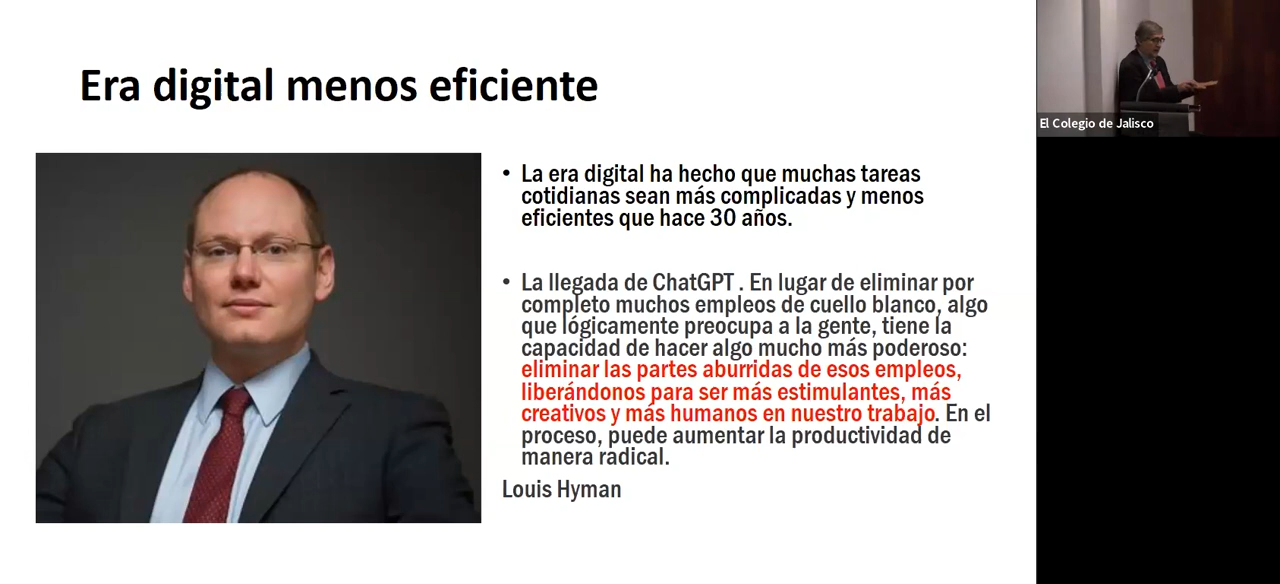 Era digital menos eficiente
El Colegio de Jalisco
• La era digital ha hecho que muchas tareas
cotidianas sean más complicadas y menos
eficientes que hace 30 años.
• La llegada de ChatGPT . En lugar de eliminar por
completo muchos empleos de cuello blanco, algo
que lógicamente preocupa a la gente, tiene la
capacidad de hacer algo mucho más poderoso:
eliminar las partes aburridas de esos empleos,
liberándonos para ser más estimulantes, más
creativos y más humanos en nuestro trabajo. En el
proceso, puede aumentar la productividad de
manera radical.
Louis Hyman